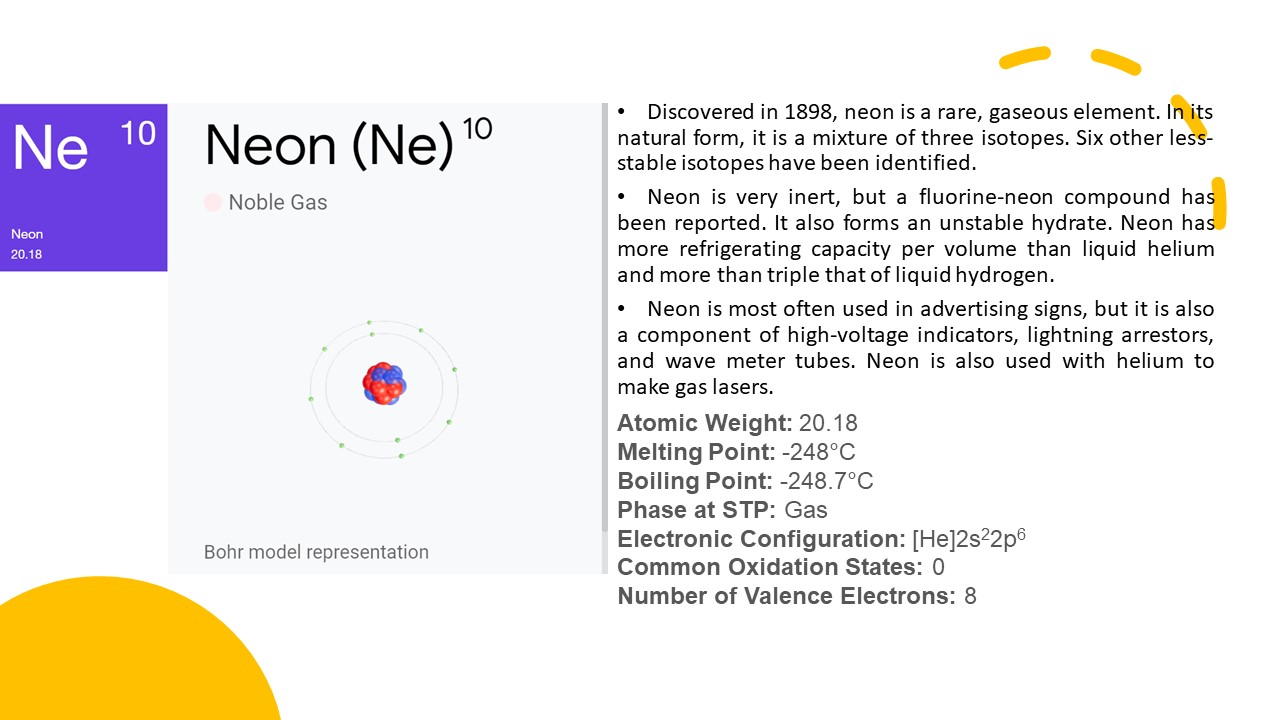 Ne 10
Neon
20.18
Neon (Ne)¹⁰
Noble Gas
Bohr model representation
• Discovered in 1898, neon is a rare, gaseous element. In its
natural form, it is a mixture of three isotopes. Six other less-
stable isotopes have been identified.
• Neon is very inert, but a fluorine-neon compound has
been reported. It also forms an unstable hydrate. Neon has
more refrigerating capacity per volume than liquid helium
and more than triple that of liquid hydrogen.
• Neon is most often used in advertising signs, but it is also
a component of high-voltage indicators, lightning arrestors,
and wave meter tubes. Neon is also used with helium to
make gas lasers.
Atomic Weight: 20.18
Melting Point: -248°C
Boiling Point: -248.7°C
Phase at STP: Gas
Electronic Configuration: [He]2s²2p⁶
Common Oxidation States: 0
Number of Valence Electrons: 8